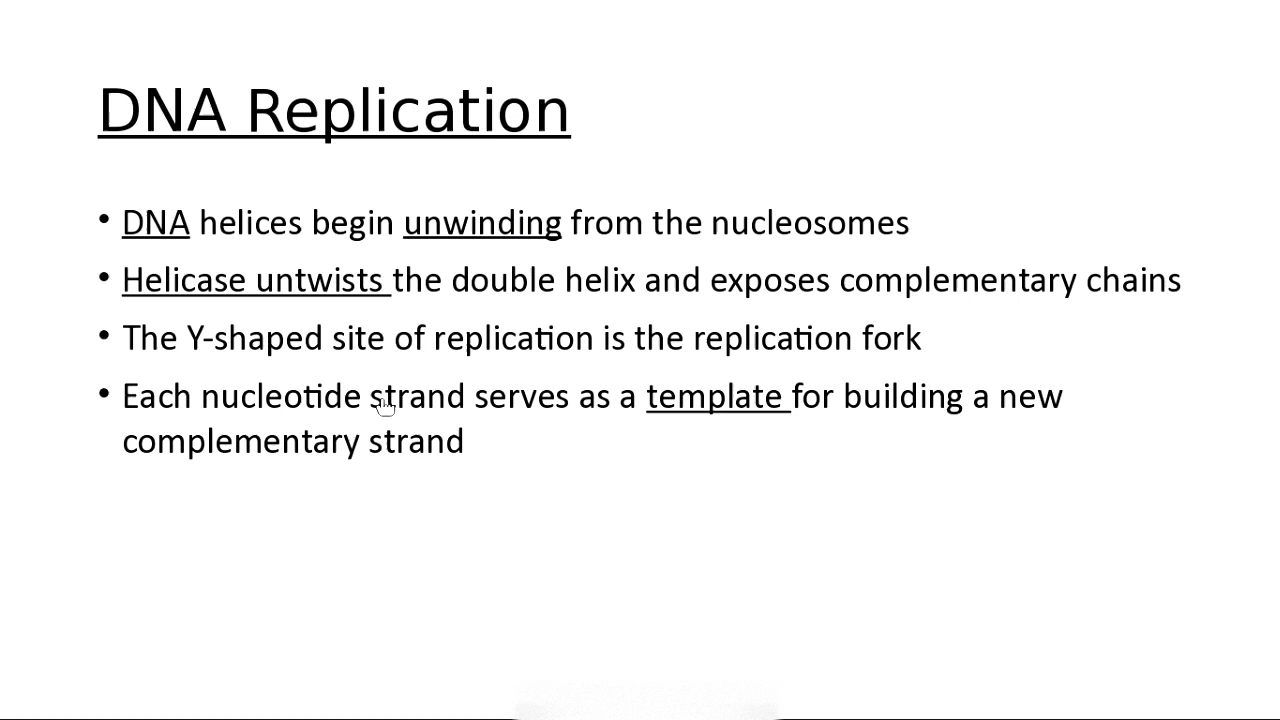 DNA Replication
• DNA helices begin unwinding from the nucleosomes
• Helicase untwists the double helix and exposes complementary chains
• The Y-shaped site of replication is the replication fork
• Each nucleotide strand serves as a template for building a new
complementary strand